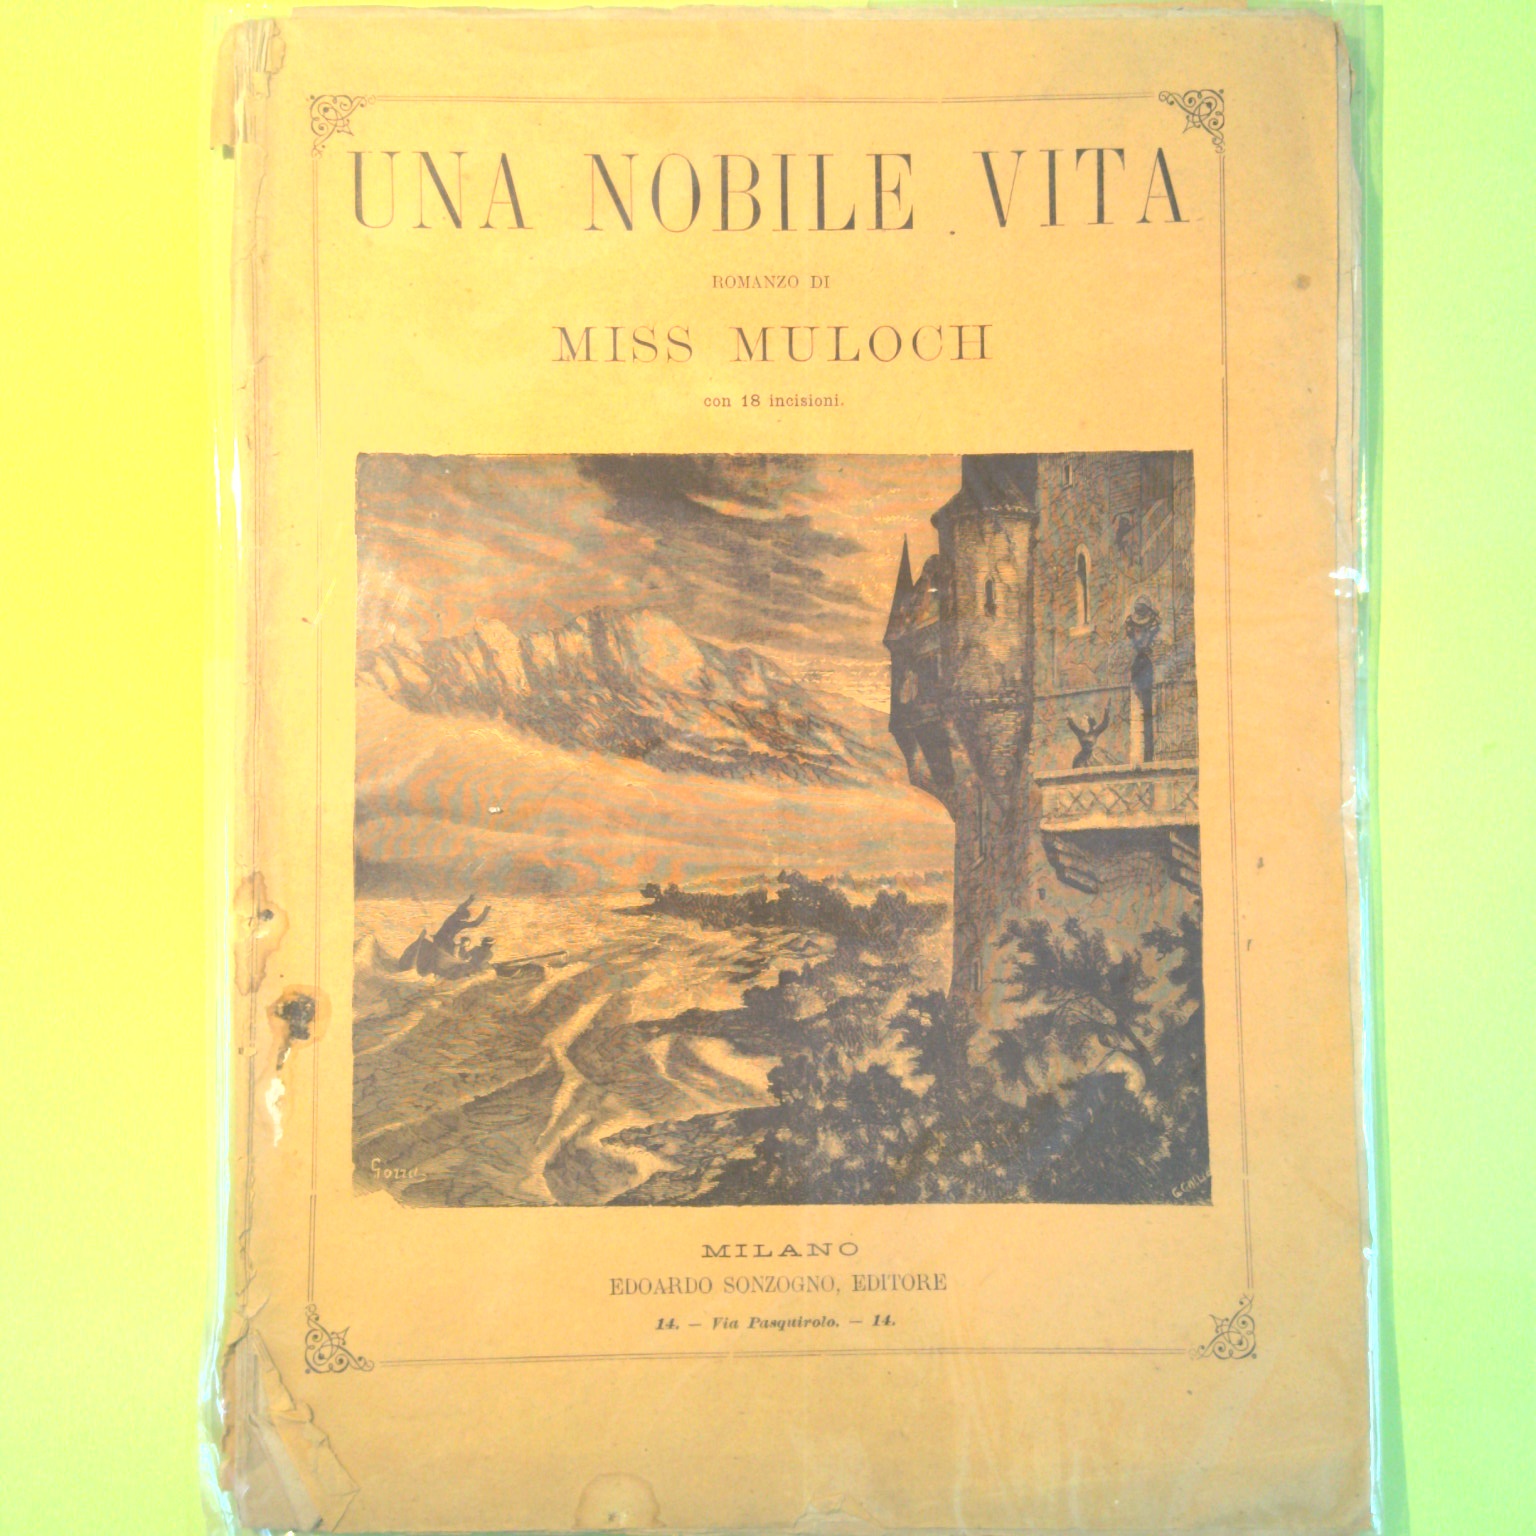 UNA NOBILE VITA
ROMANZO DI
MISS MULOCH
con 18 incisioni.
MILANO
EDOARDO SONZOGNO, EDITORE
14. — Via Pasquirolo. — 14.